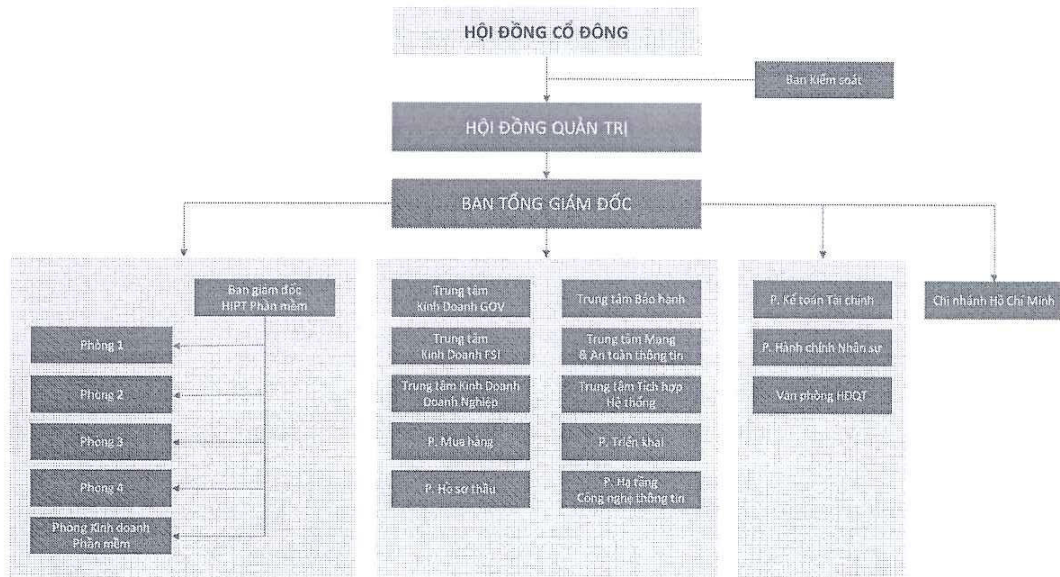 HỘI ĐỒNG CỔ ĐÔNG
Ban Kiểm soát
HỘI ĐỒNG QUẢN TRỊ
BAN TỔNG GIÁM ĐỐC
Ban giám đốc
HIPT Phần mềm
Phòng 1
Phòng 2
Phòng 3
Phòng 4
Phòng Kinh doanh
Phần mềm
Trung tâm
Kinh Doanh GOV
Trung tâm
Kinh Doanh FSI
Trung tâm Kinh Doanh
Doanh Nghiệp
P. Mua hàng
P. Hồ sơ thầu
Trung tâm Bảo hành
Trung tâm Mạng
& An toàn thông tin
Trung tâm Tích hợp
Hệ thống
P. Triển khai
P. Hạ tầng
Công nghệ thông tin
P. Kế toán Tài chính
P. Hành chính Nhân sự
Văn phòng HĐQT
Chi nhánh Hồ Chí Minh